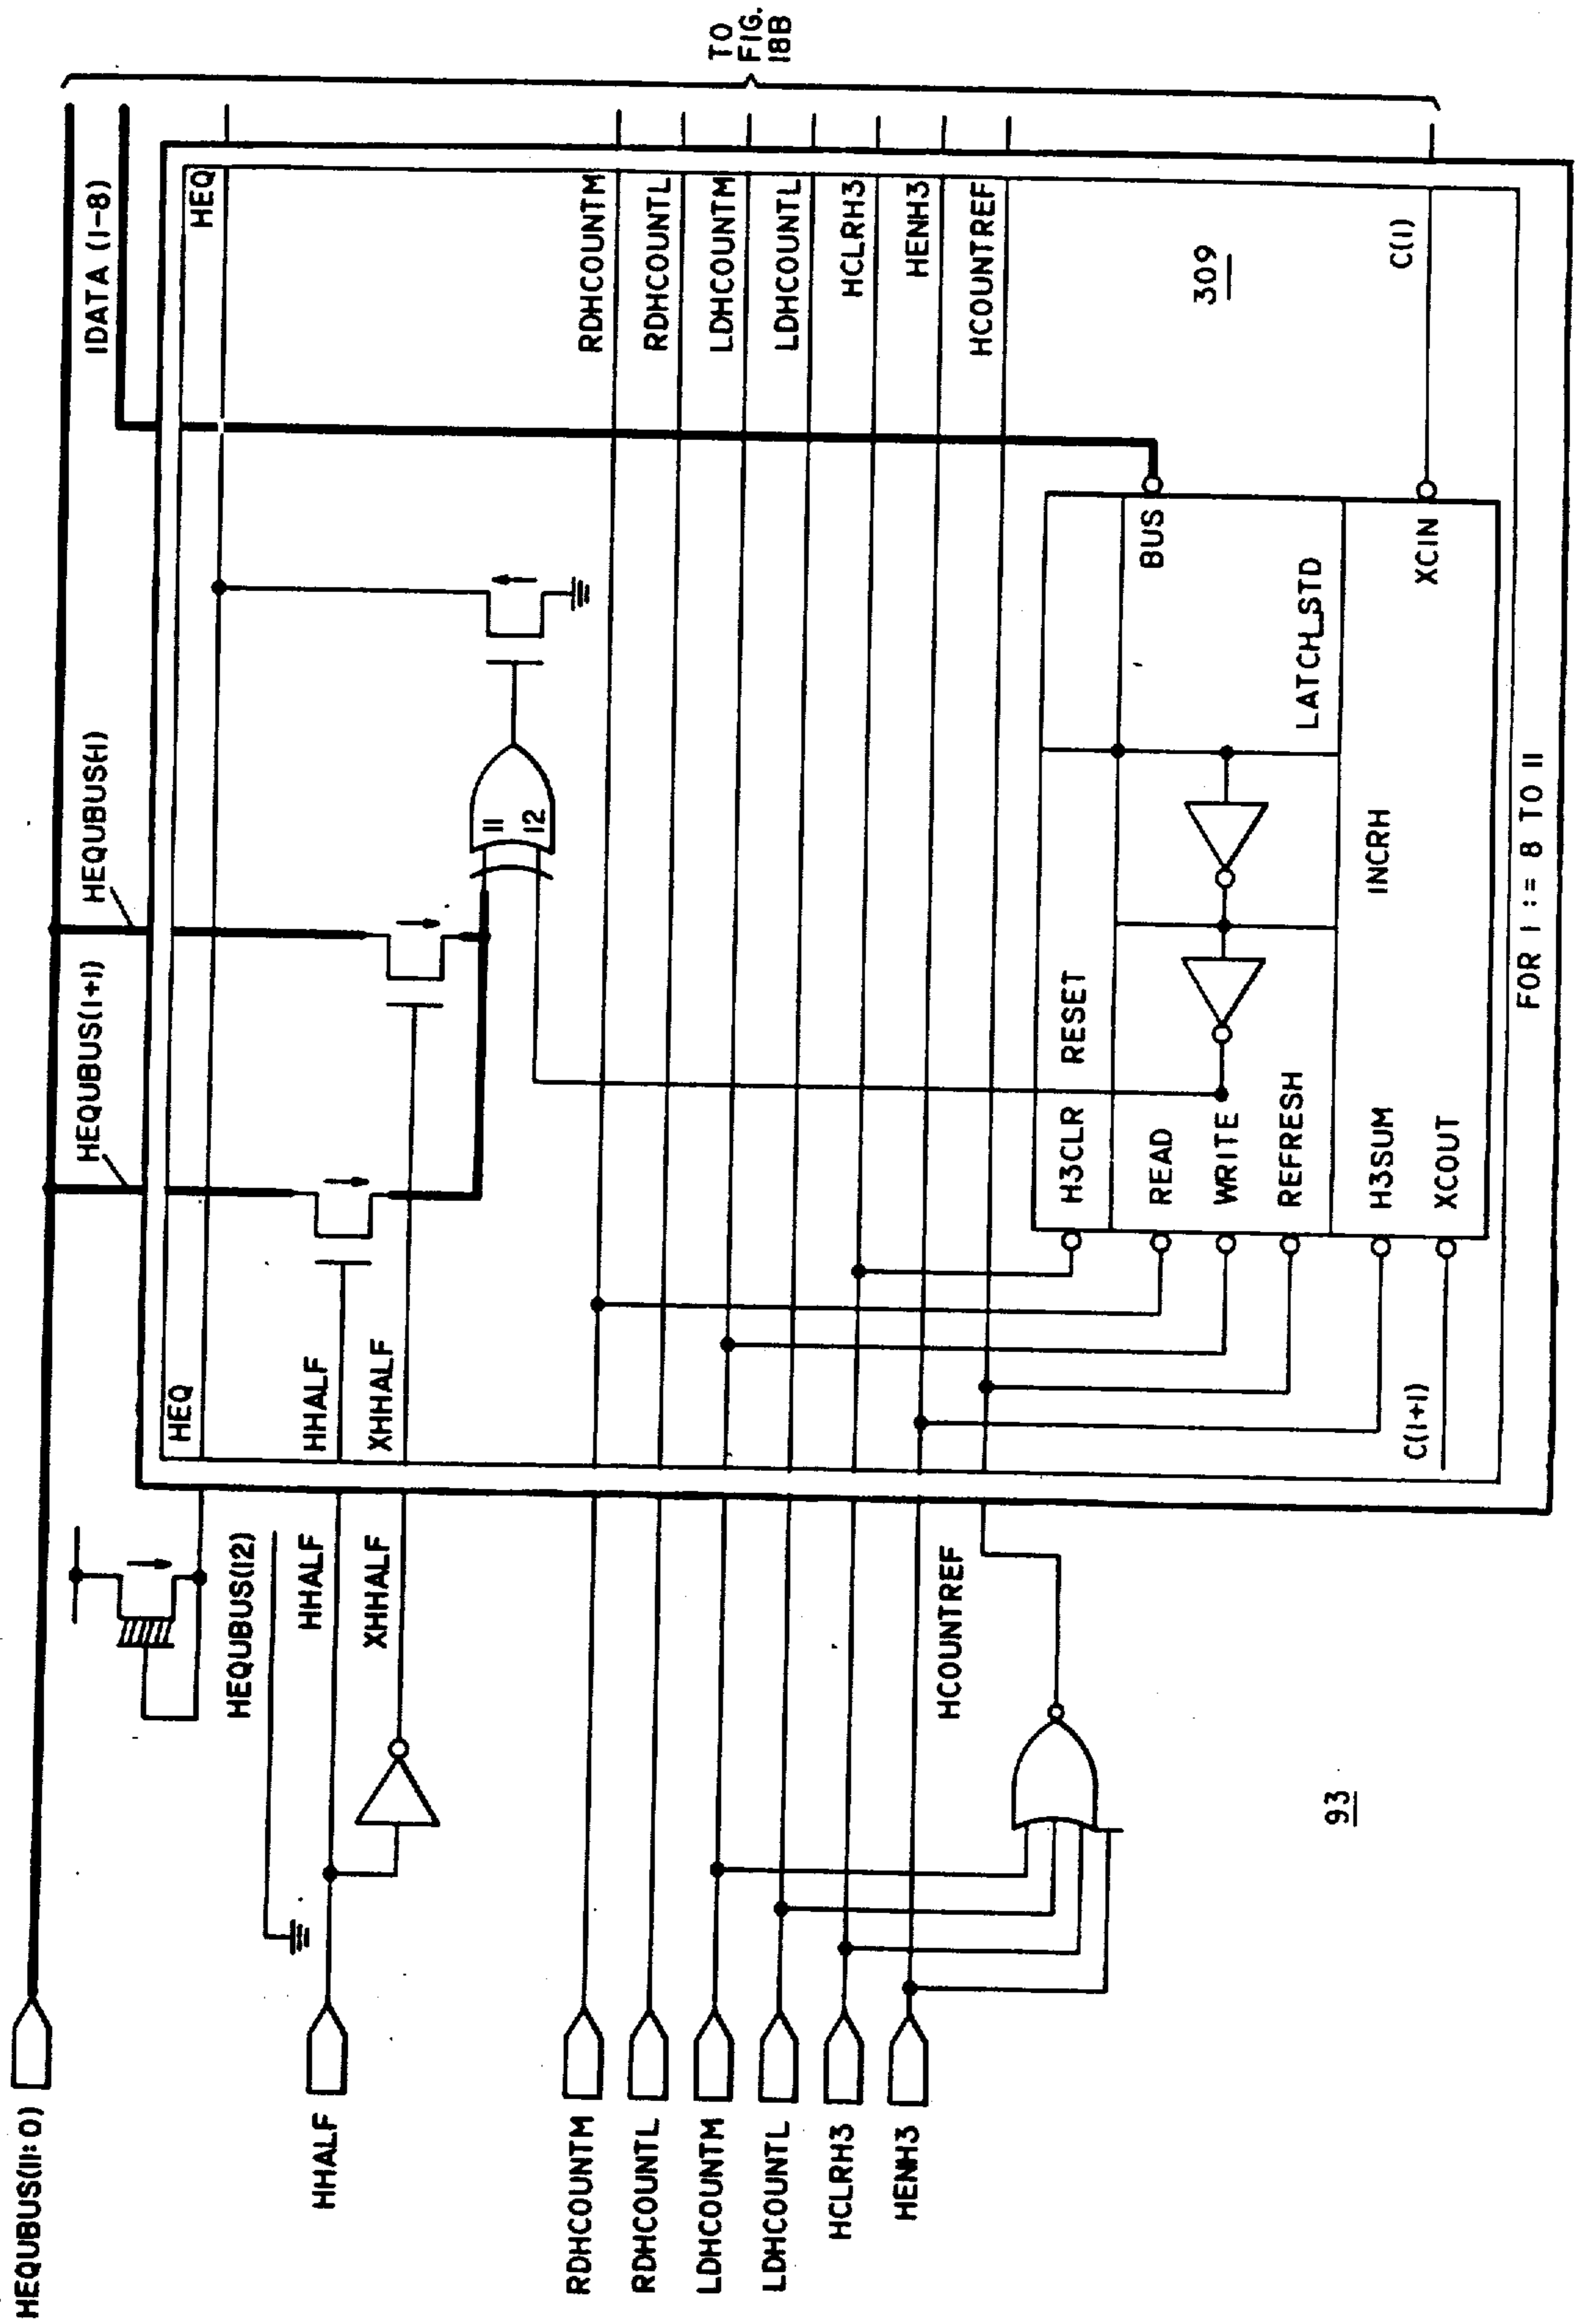 HEQUBUS(11:0)
HHALF
RDHCOUNTM
RDHCOUNTL
LDHCOUNTM
LDHCOUNTL
HCLRH3
HENH3
HEQUBUS(12)
HHALF
XHHALF
HCOUNTREF
93
HEQUBUS(I+1)
HEQUBUS(I)
IDATA (I-8)
HEQ
HHALF
XHHALF
HEQ
I1
I2
RDHCOUNTM
RDHCOUNTL
LDHCOUNTM
LDHCOUNTL
HCLRH3
HENH3
HCOUNTREF
309
C(I)
H3CLR RESET
READ
WRITE
REFRESH
H3SUM
XCOUT
BUS
LATCH_STD
INCRH
XCIN
C(I+1)
FOR I := 8 TO 11
TO
FIG.
18B